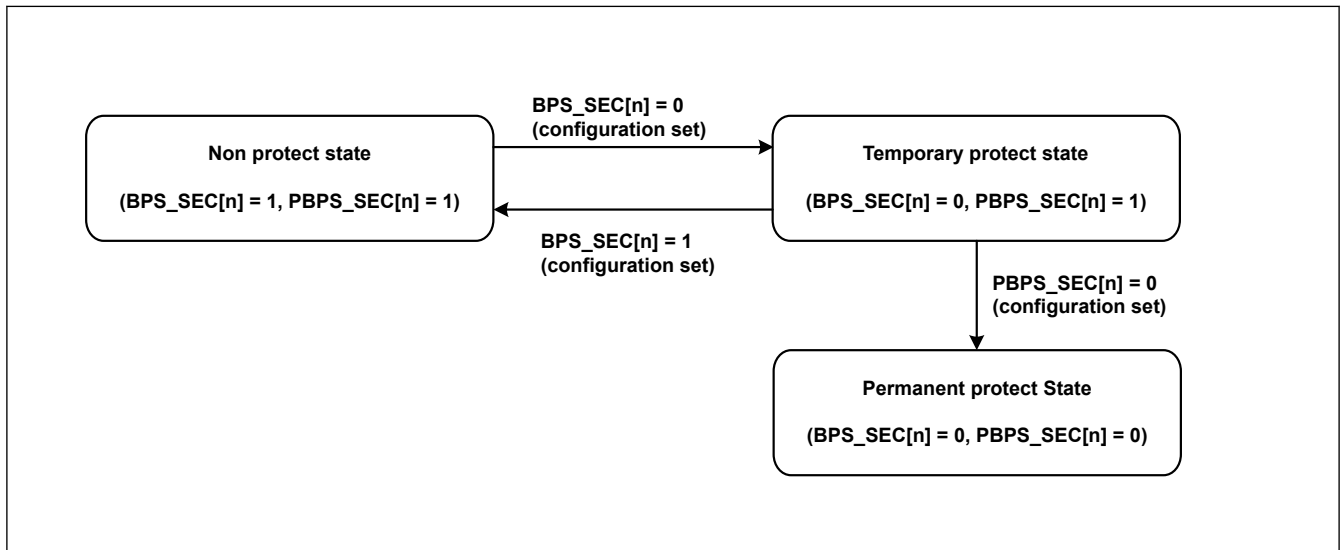 BPS_SEC[n] = 0
(configuration set)
Non protect state
(BPS_SEC[n] = 1, PBPS_SEC[n] = 1)
Temporary protect state
(BPS_SEC[n] = 0, PBPS_SEC[n] = 1)
BPS_SEC[n] = 1
(configuration set)
PBPS_SEC[n] = 0
(configuration set)
Permanent protect State
(BPS_SEC[n] = 0, PBPS_SEC[n] = 0)